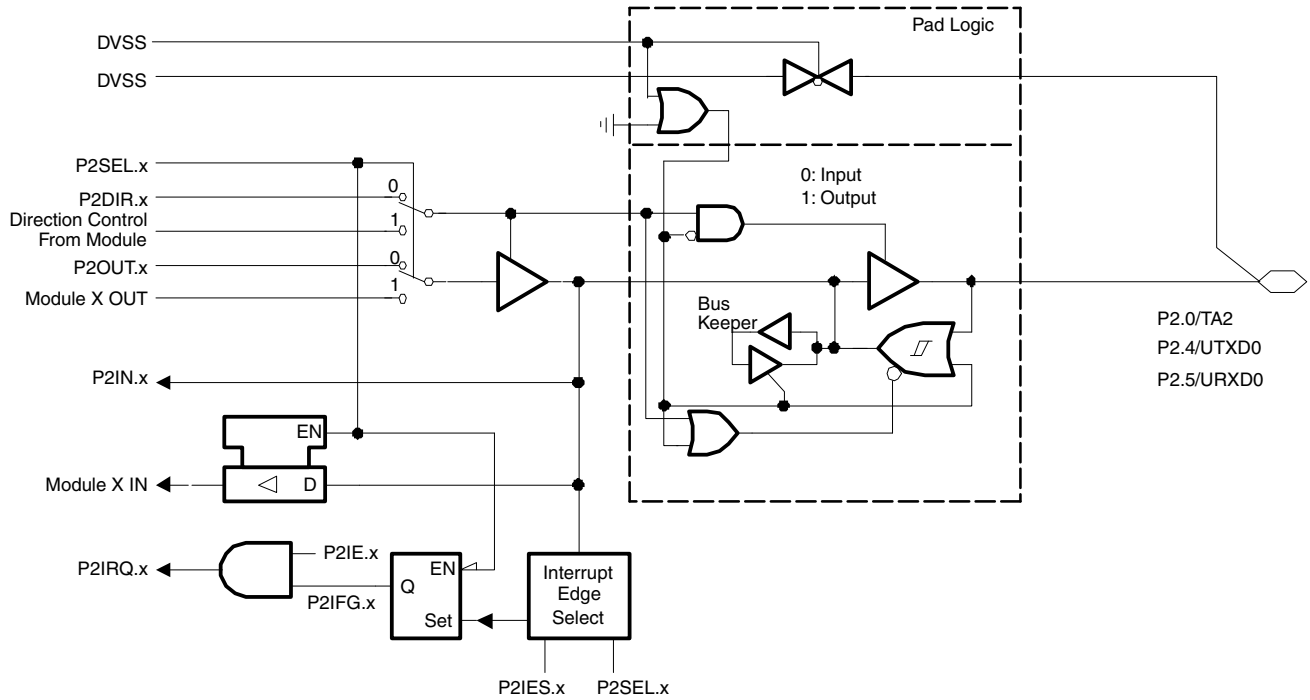 Pad Logic
DVSS
DVSS
P2SEL.x
0: Input
1: Output
0
P2DIR.x
Direction Control
From Module
1
0
P2OUT.x
1
Module X OUT
Bus
Keeper
P2.0/TA2
P2.4/UTXD0
P2.5/URXD0
P2IN.x
EN
Module X IN
D
P2IE.x
P2IRQ.x
P2IFG.x
EN
Q
Set
Interrupt
Edge
Select
P2IES.x
P2SEL.x